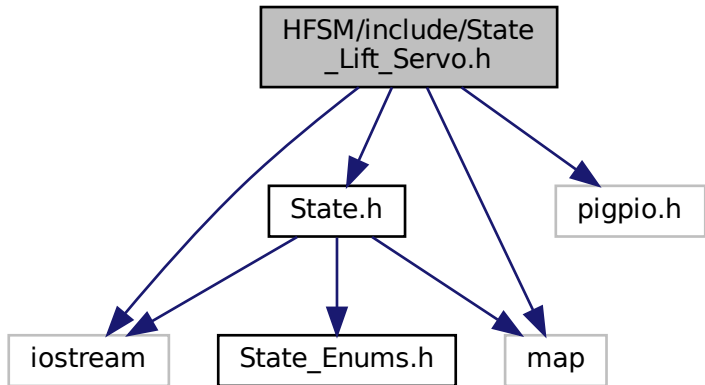 HFSM/include/State
_Lift_Servo.h
State.h
pigpio.h
iostream
State_Enums.h
map